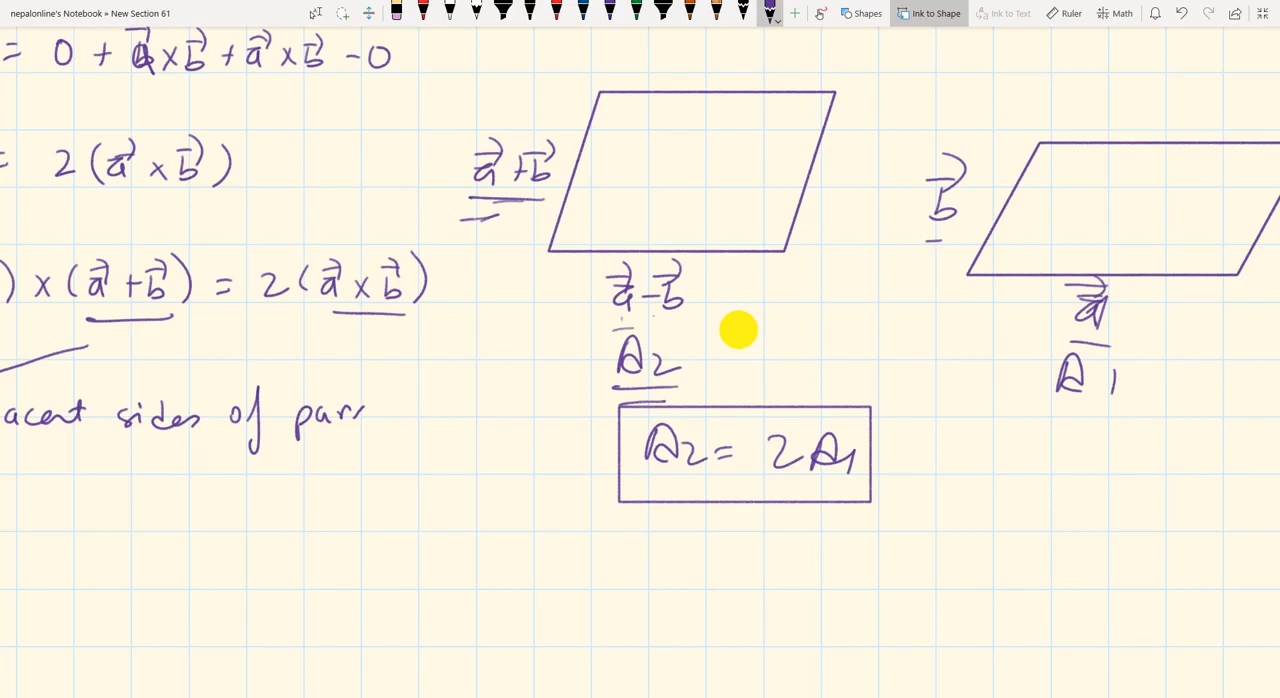 nepalonline's Notebook » New Section 61
Shapes Ink to Shape Ink to Text Ruler Math
= 0 + a⃗ × b⃗ + a⃗ × b⃗ - 0
= 2 (a⃗ × b⃗)
) × (a⃗ + b⃗) = 2 (a⃗ × b⃗)
acent sides of par
a⃗ + b⃗
a⃗ - b⃗
A2
A2 = 2A1
b⃗
a⃗
A1